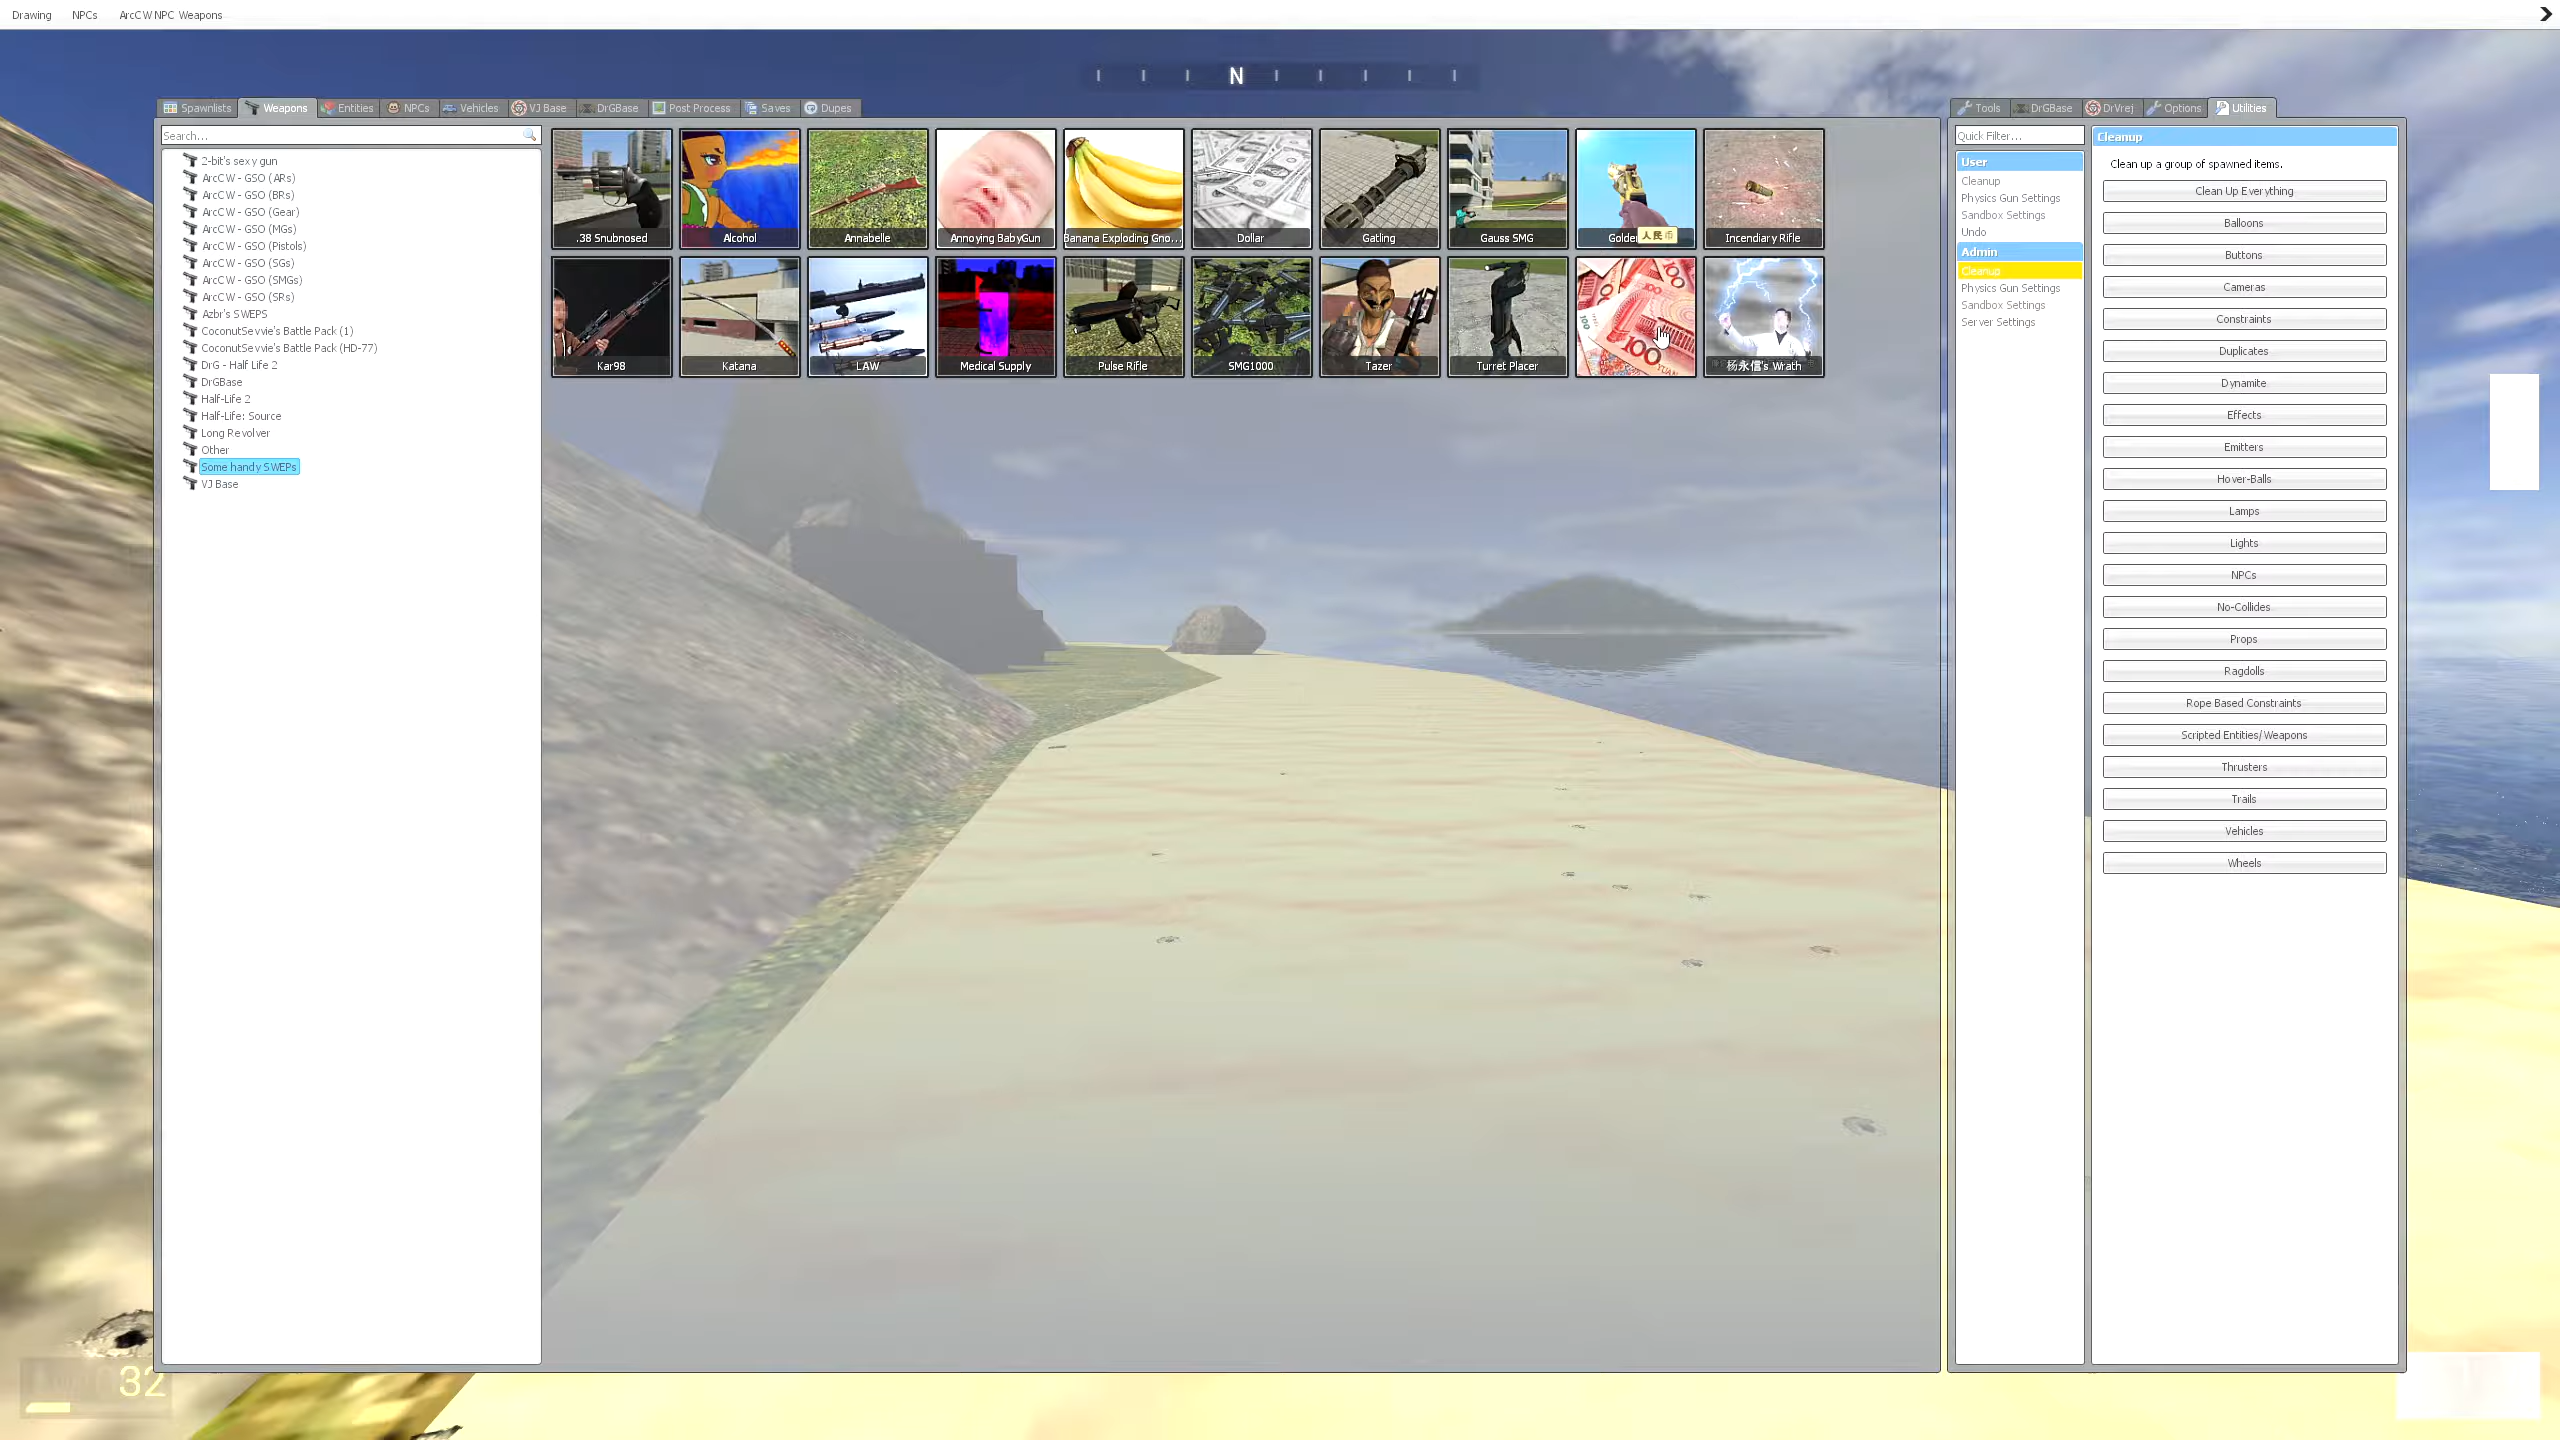 Drawing NPCs ArcCW NPC Weapons
N
Spawnlists Weapons Entities NPCs Vehicles VJ Base DrGBase Post Process Saves Dupes
Search...
2-bit's sexy gun
ArcCW - GSO (ARs)
ArcCW - GSO (BRs)
ArcCW - GSO (Gear)
ArcCW - GSO (MGs)
ArcCW - GSO (Pistols)
ArcCW - GSO (SGs)
ArcCW - GSO (SMGs)
ArcCW - GSO (SRs)
Azbr's SWEPS
CoconutSevvie's Battle Pack (1)
CoconutSevvie's Battle Pack (HD-77)
DrG - Half Life 2
DrGBase
Half-Life 2
Half-Life: Source
Long Revolver
Other
Some handy SWEPs
VJ Base
.38 Snubnosed Alcohol Annabelle Annoying BabyGun Banana Exploding Gno... Dollar Gatling Gauss SMG 人民币 Incendiary Rifle
Kar98 Katana LAW Medical Supply Pulse Rifle SMG1000 Tazer Turret Placer 杨永信's Wrath
100
Tools DrGBase DrVrej Options Utilities
Quick Filter...
User
Cleanup
Physics Gun Settings
Sandbox Settings
Undo
Admin
Cleanup
Physics Gun Settings
Sandbox Settings
Server Settings
Cleanup
Clean up a group of spawned items.
Clean Up Everything
Balloons
Buttons
Cameras
Constraints
Duplicates
Dynamite
Effects
Emitters
Hover-Balls
Lamps
Lights
NPCs
No-Collides
Props
Ragdolls
Rope Based Constraints
Scripted Entities/Weapons
Thrusters
Trails
Vehicles
Wheels
32